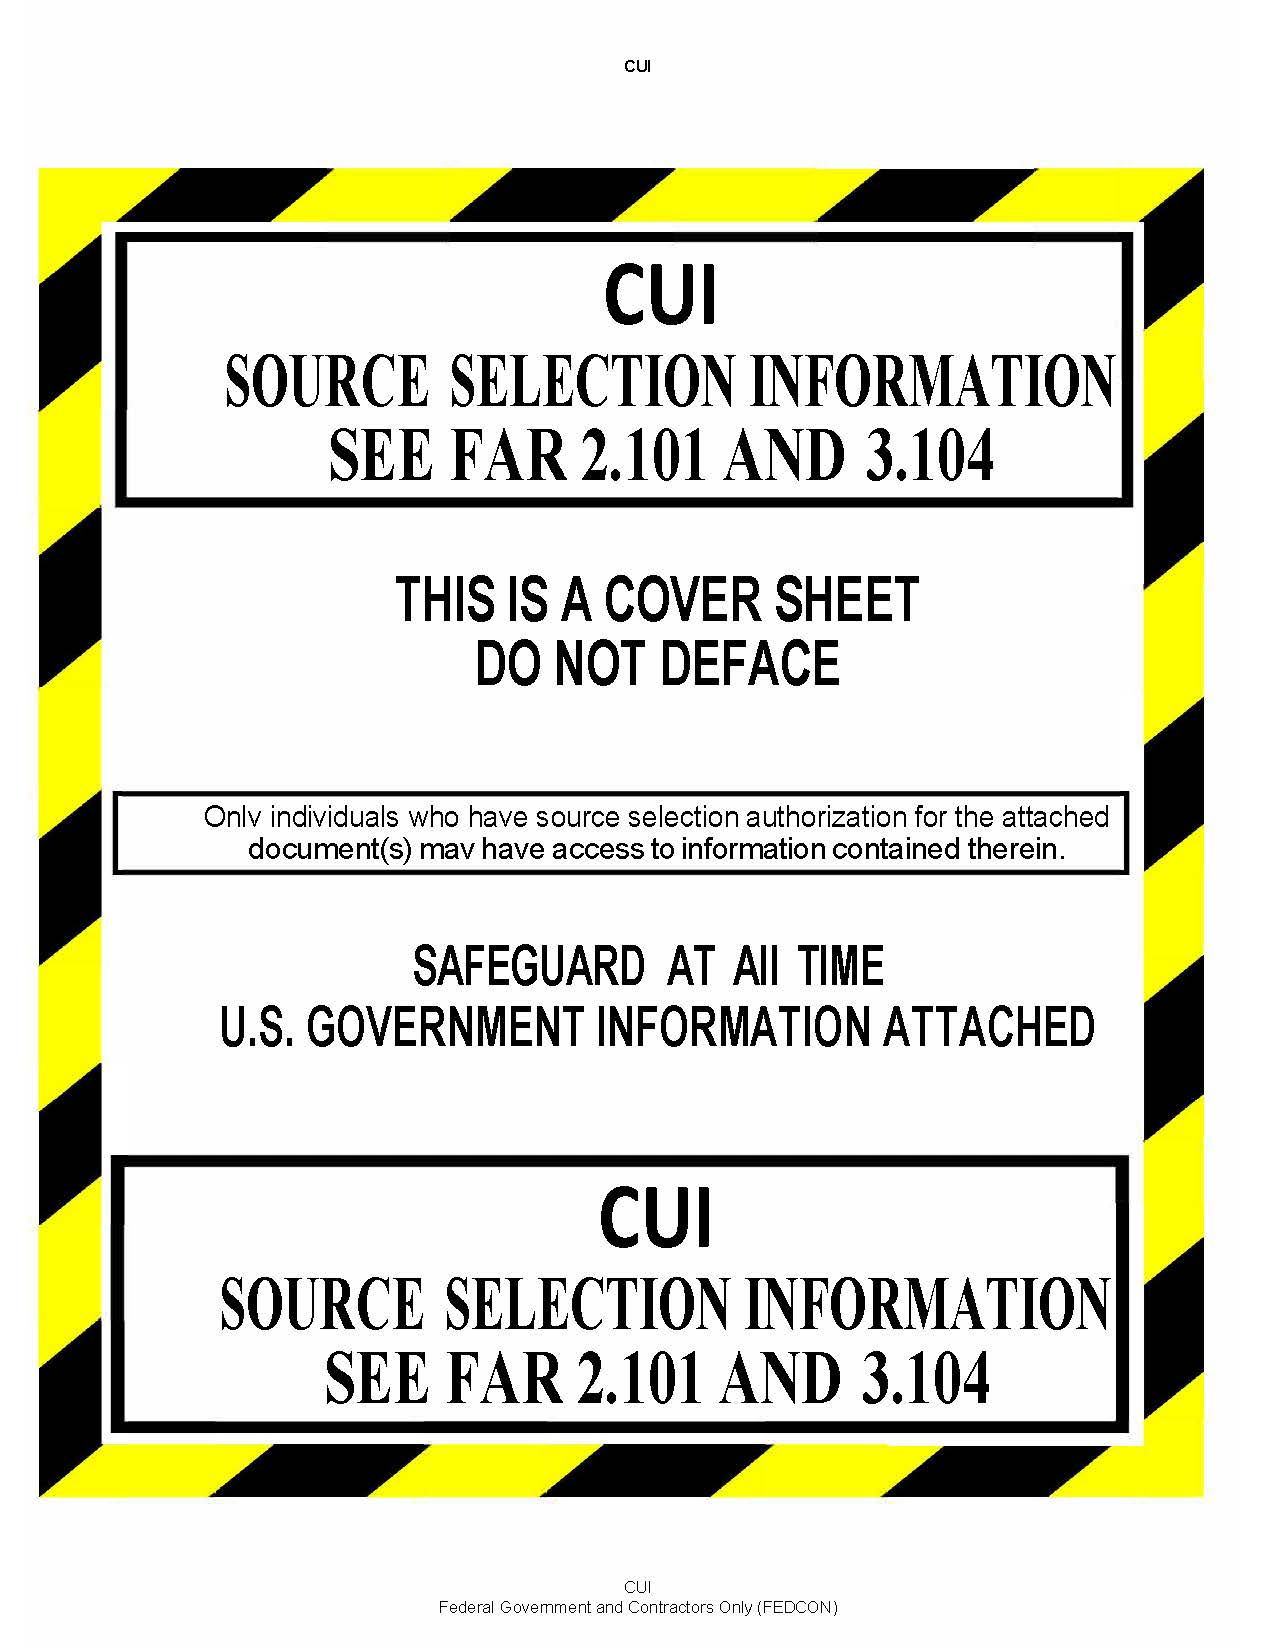 CUI
CUI
SOURCE SELECTION INFORMATION
SEE FAR 2.101 AND 3.104
THIS IS A COVER SHEET
DO NOT DEFACE
Onlv individuals who have source selection authorization for the attached
document(s) mav have access to information contained therein.
SAFEGUARD AT All TIME
U.S. GOVERNMENT INFORMATION ATTACHED
CUI
SOURCE SELECTION INFORMATION
SEE FAR 2.101 AND 3.104
CUI
Federal Government and Contractors Only (FEDCON)